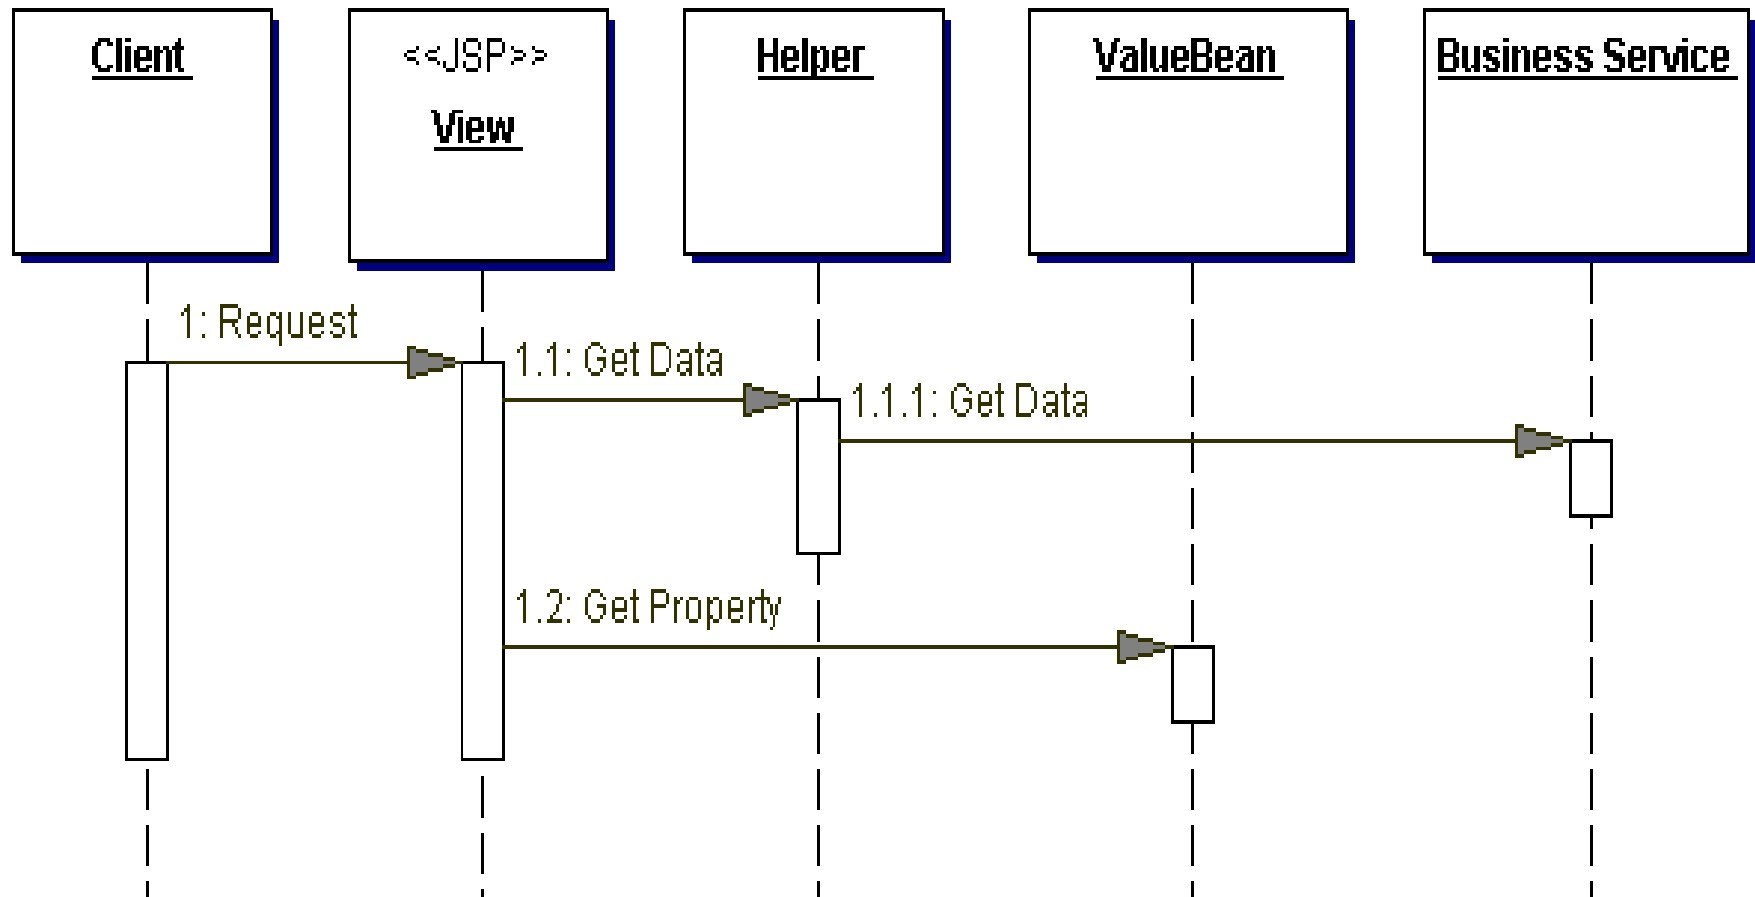 Client
<<JSP>>
View
Helper
ValueBean
Business Service
1: Request
1.1: Get Data
1.1.1: Get Data
1.2: Get Property